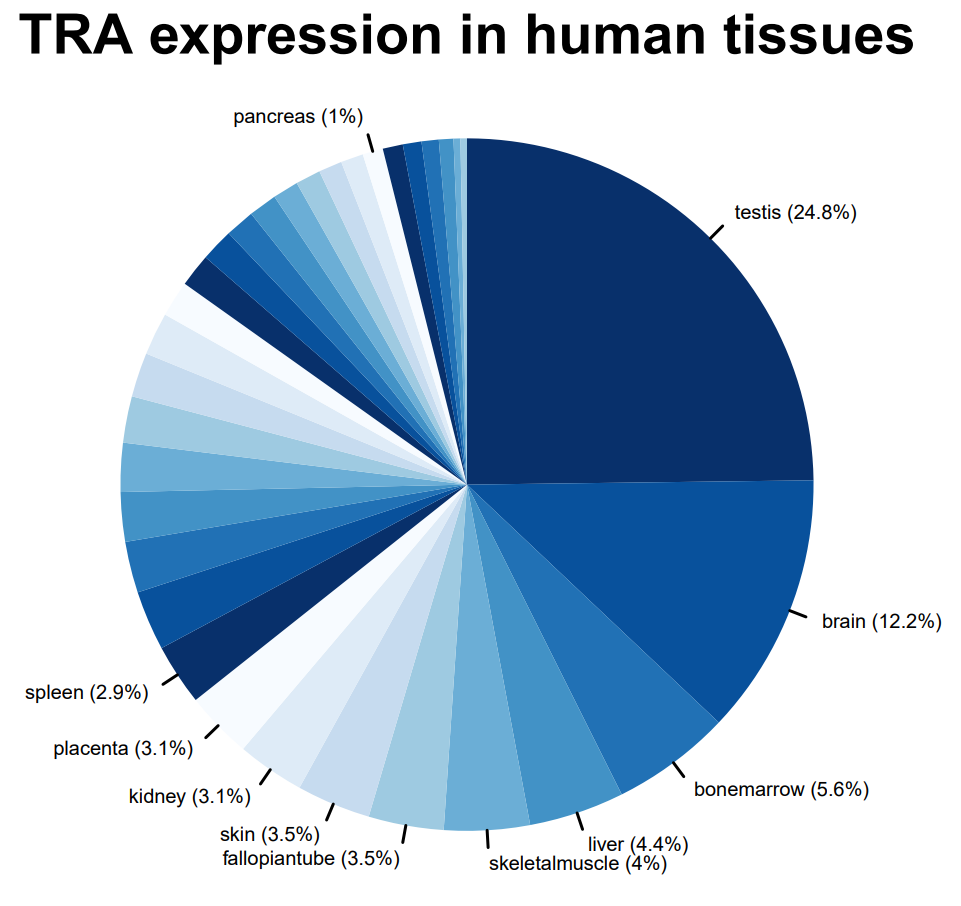 TRA expression in human tissues
pancreas (1%)
testis (24.8%)
brain (12.2%)
spleen (2.9%)
placenta (3.1%)
bonemarrow (5.6%)
kidney (3.1%)
skin (3.5%)
liver (4.4%)
fallopiantube (3.5%)
skeletalmuscle (4%)